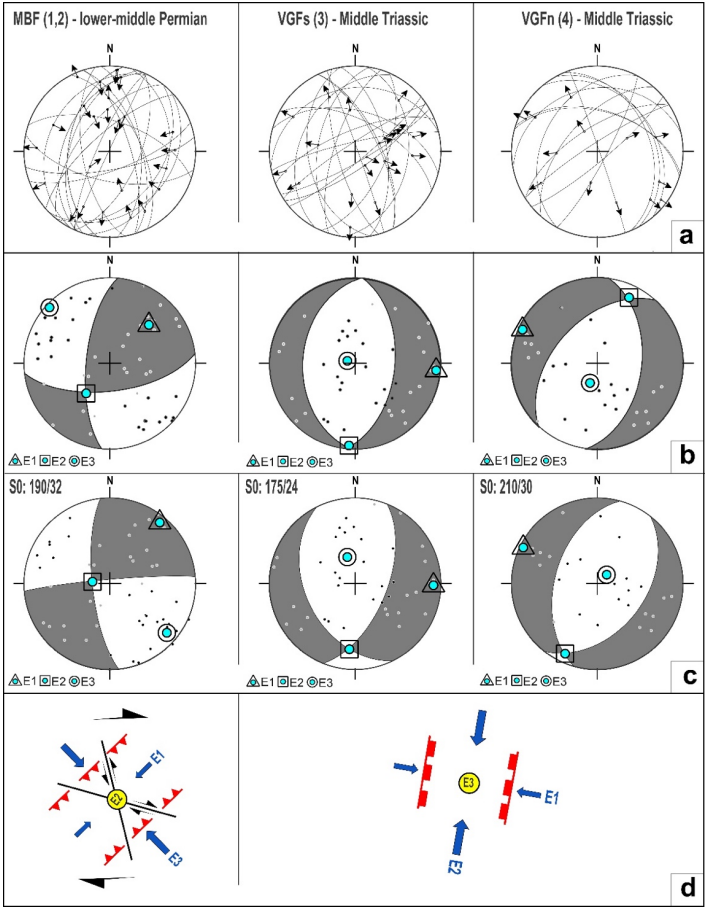 MBF (1,2) - lower-middle Permian
VGFs (3) - Middle Triassic
VGFn (4) - Middle Triassic
N
N
N
a
N
N
N
E1 E2 E3
E1 E2 E3
E1 E2 E3
b
S0: 190/32
N
S0: 175/24
N
S0: 210/30
N
E1 E2 E3
E1 E2 E3
E1 E2 E3
c
E1
E2
E3
E3
E1
E2
d